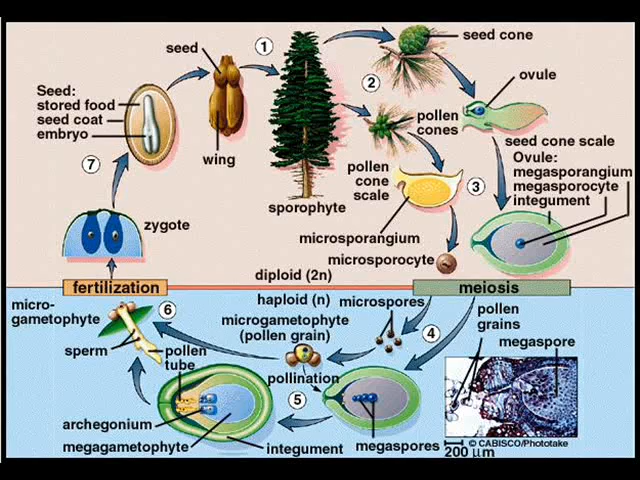 seed
1
seed cone
2
ovule
Seed:
stored food
seed coat
embryo
wing
pollen
cones
seed cone scale
Ovule:
megasporangium
megasporocyte
integument
7
pollen
cone
scale
3
sporophyte
zygote
microsporangium
microsporocyte
diploid (2n)
fertilization
meiosis
haploid (n)
micro-
gametophyte
6
microspores
microgametophyte
(pollen grain)
4
pollen
grains
megaspore
sperm
pollen
tube
pollination
5
archegonium
megagametophyte
integument
megaspores
© CABISCO/Phototake
200 µm